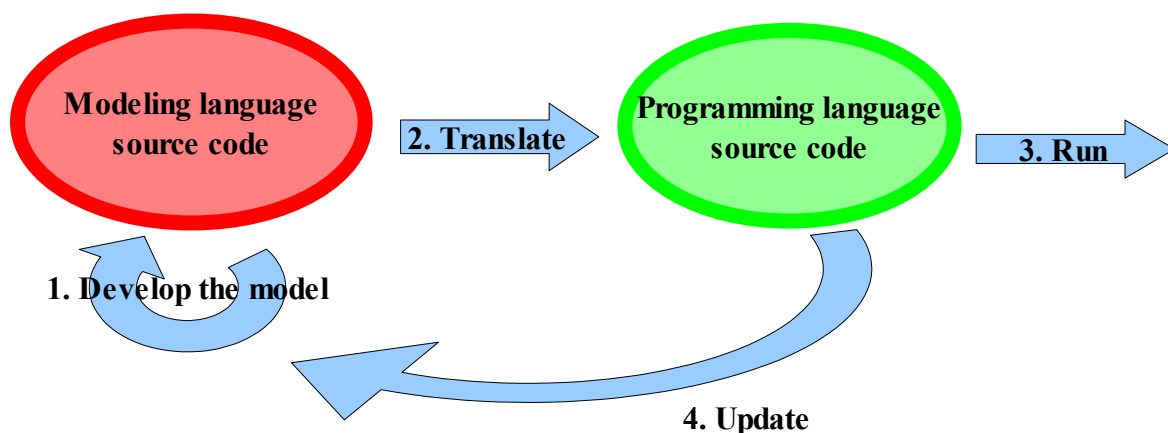 Modeling language
source code
2. Translate
Programming language
source code
3. Run
1. Develop the model
4. Update